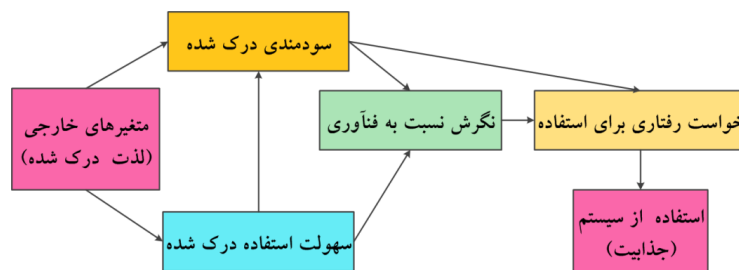 سودمندی درک شده
متغیرهای خارجی
(لذت درک شده)
نگرش نسبت به فنآوری
خواست رفتاری برای استفاده
سهولت استفاده درک شده
استفاده از سیستم
(جذابیت)